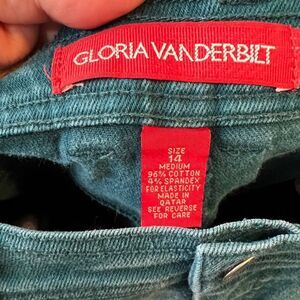 GLORIA VANDERBILT
SIZE
14
MEDIUM
96% COTTON
4% SPANDEX
FOR ELASTICITY
MADE IN
QATAR
SEE REVERSE
FOR CARE